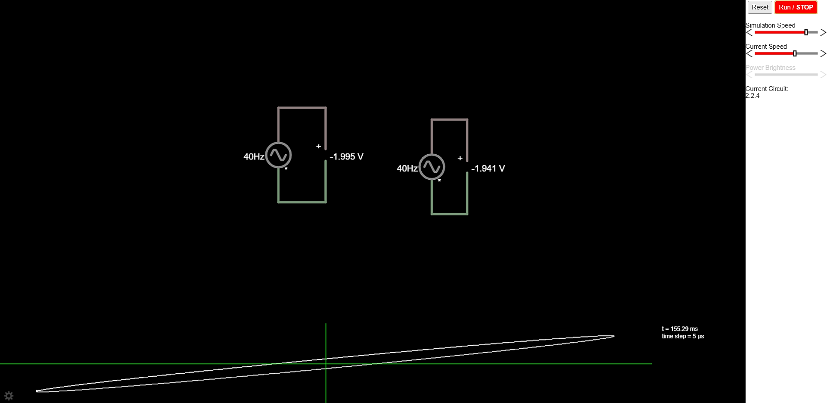 Reset
Run / STOP
Simulation Speed
Current Speed
Power Brightness
Current Circuit:
2.2.4
40Hz
+
-1.995 V
40Hz
+
-1.941 V
t = 155.29 ms
time step = 5 µs